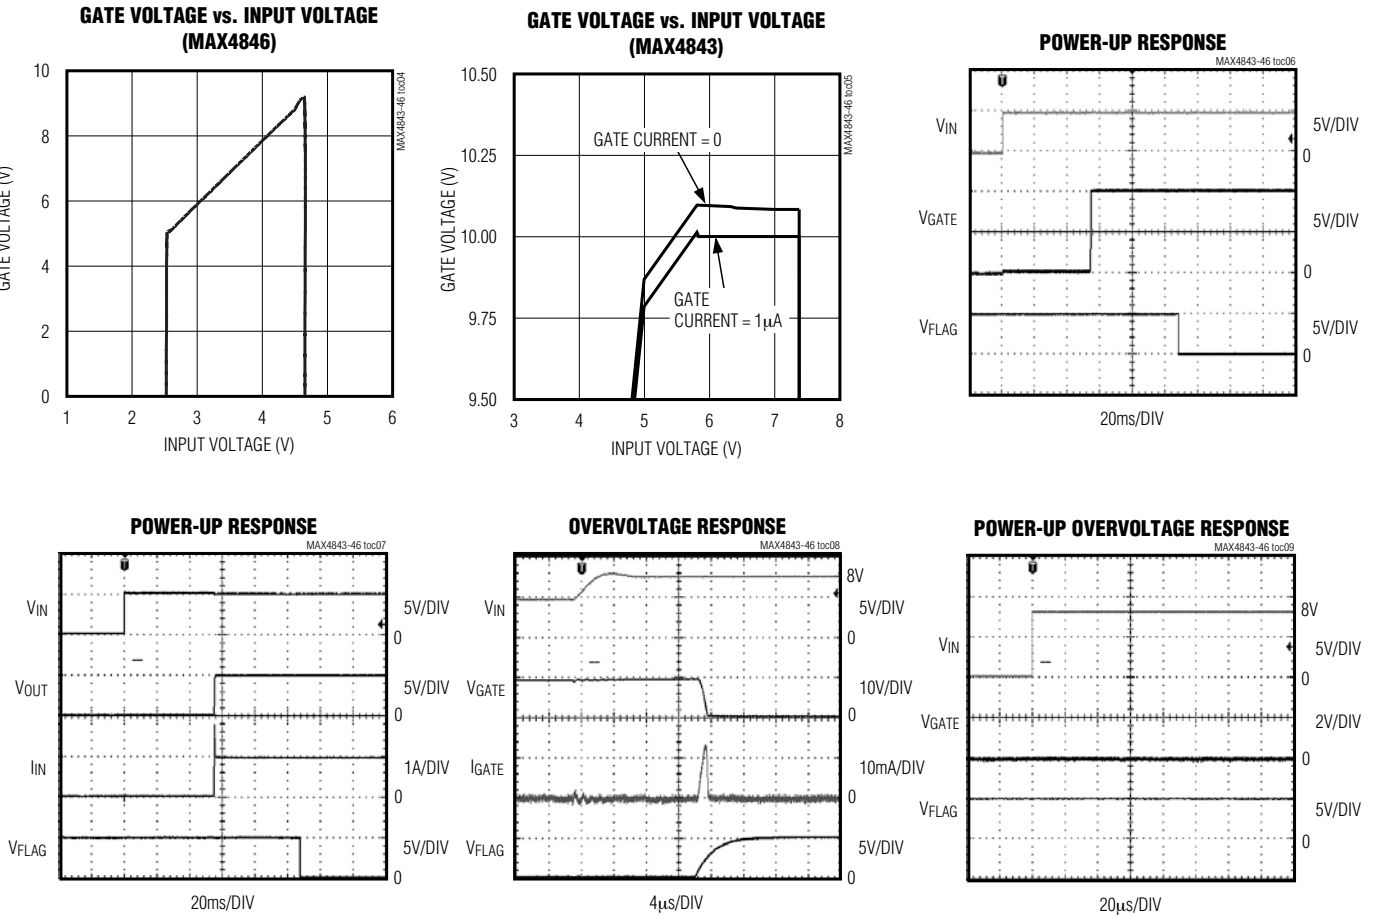 GATE VOLTAGE vs. INPUT VOLTAGE
(MAX4846)
MAX4843-46 toc04
GATE VOLTAGE (V)
10
8
6
4
2
0
1 2 3 4 5 6
INPUT VOLTAGE (V)
GATE VOLTAGE vs. INPUT VOLTAGE
(MAX4843)
MAX4843-46 toc05
GATE VOLTAGE (V)
10.50
10.25
10.00
9.75
9.50
GATE CURRENT = 0
GATE
CURRENT = 1μA
3 4 5 6 7 8
INPUT VOLTAGE (V)
POWER-UP RESPONSE
MAX4843-46 toc06
T
VIN
5V/DIV
0
VGATE
5V/DIV
0
VFLAG
5V/DIV
0
20ms/DIV
POWER-UP RESPONSE
MAX4843-46 toc07
T
VIN
5V/DIV
0
VOUT
5V/DIV
0
IIN
1A/DIV
0
VFLAG
5V/DIV
0
20ms/DIV
OVERVOLTAGE RESPONSE
MAX4843-46 toc08
T
8V
VIN
5V/DIV
0
VGATE
10V/DIV
0
IGATE
10mA/DIV
0
VFLAG
5V/DIV
0
4μs/DIV
POWER-UP OVERVOLTAGE RESPONSE
MAX4843-46 toc09
T
8V
VIN
5V/DIV
0
VGATE
2V/DIV
0
VFLAG
5V/DIV
0
20μs/DIV